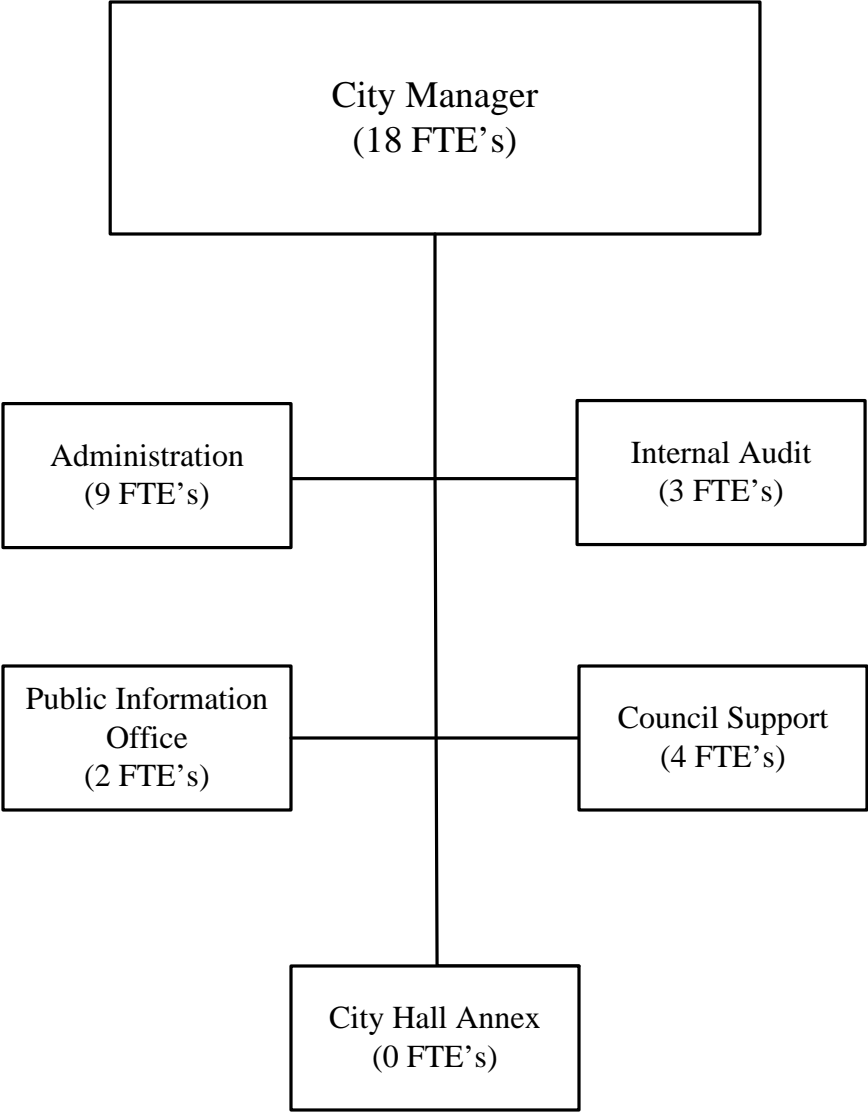 City Manager
(18 FTE’s)
Administration
(9 FTE’s)
Internal Audit
(3 FTE’s)
Public Information
Office
(2 FTE’s)
Council Support
(4 FTE’s)
City Hall Annex
(0 FTE’s)